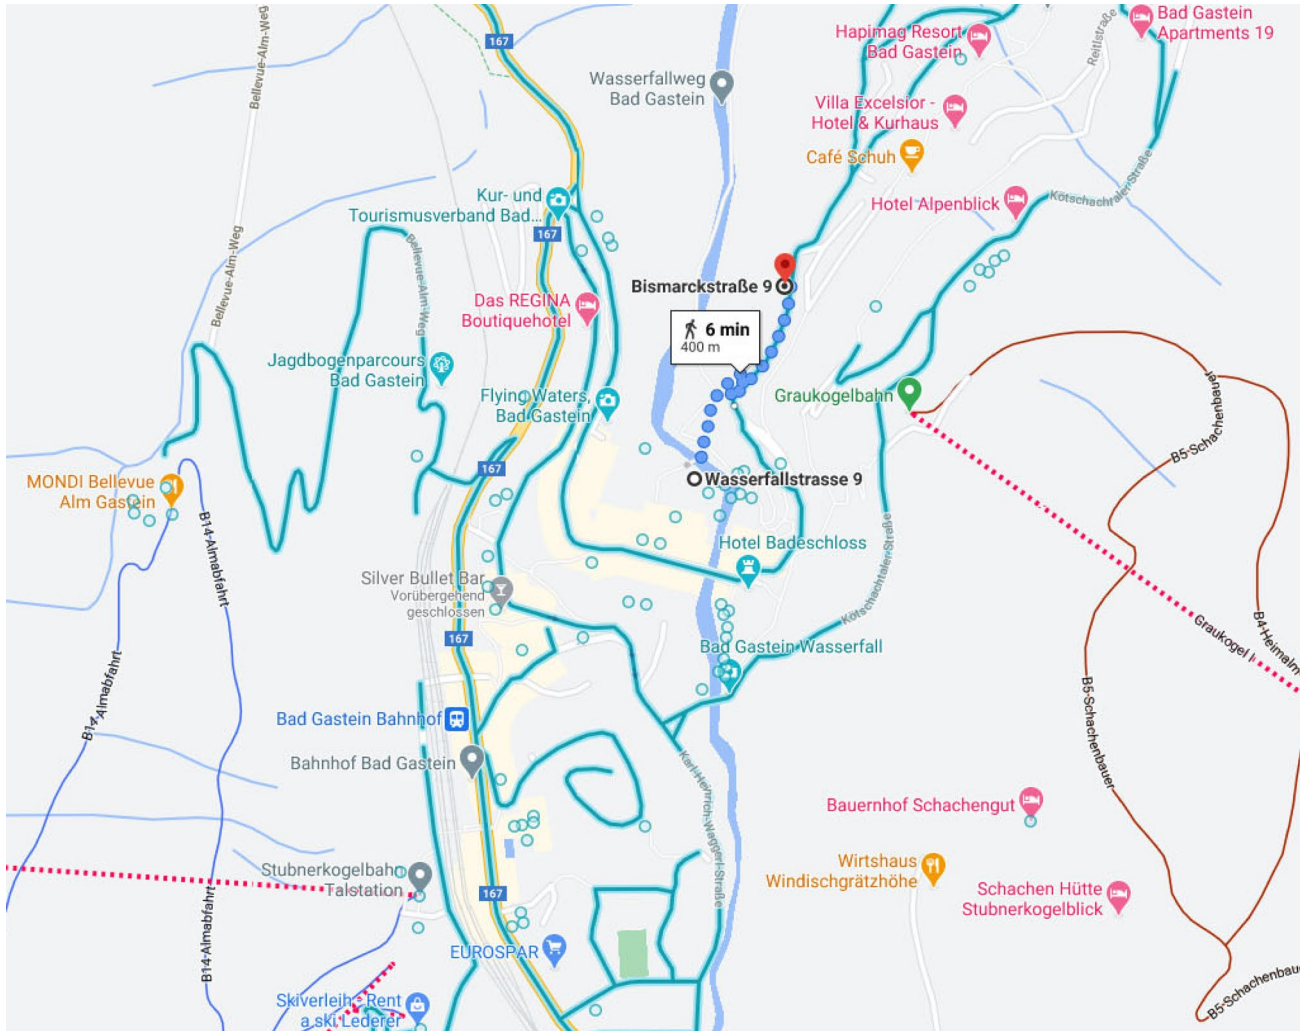 Bellevue-Alm-Weg
167
Wasserfallweg
Bad Gastein
Hapimag Resort
Bad Gastein
Reitlstraße
Bad Gastein
Apartments 19
Villa Excelsior -
Hotel & Kurhaus
Café Schuh
Kötschachtaler Straße
Hotel Alpenblick
Kur- und
Tourismusverband Bad...
167
Bellevue-Alm-Weg
Bellevue-Alm-Weg
Bismarckstraße 9
Das REGINA
Boutiquehotel
6 min
400 m
Jagdbogenparcours
Bad Gastein
Flying Waters,
Bad Gastein
Graukogelbahn
B5-Schachenbauer
167
MONDI Bellevue
Alm Gastein
Wasserfallstrasse 9
B14-Almabfahrt
Hotel Badeschloss
Kötschachtaler-Straße
Silver Bullet Bar
Vorübergehend
geschlossen
167
Graukogel I
B4-Heimalm-
Bad Gastein Wasserfall
B14-Almabfahrt
Bad Gastein Bahnhof
B5-Schachenbauer
Bahnhof Bad Gastein
Karl-Heinrich-Waggerl-Straße
Bauernhof Schachengut
Stubnerkogelbahn
Talstation
167
Wirtshaus
Windischgrätzhöhe
Schachen Hütte
Stubnerkogelblick
B14-Almabfahrt
EUROSPAR
Skiverleih - Rent
a ski Lederer
B5-Schachenbau